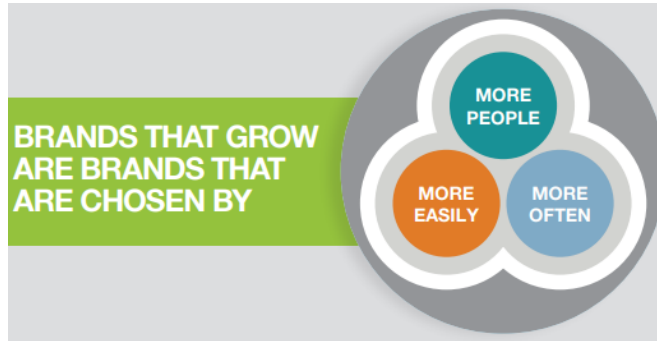 BRANDS THAT GROW
ARE BRANDS THAT
ARE CHOSEN BY
MORE
PEOPLE
MORE
EASILY
MORE
OFTEN